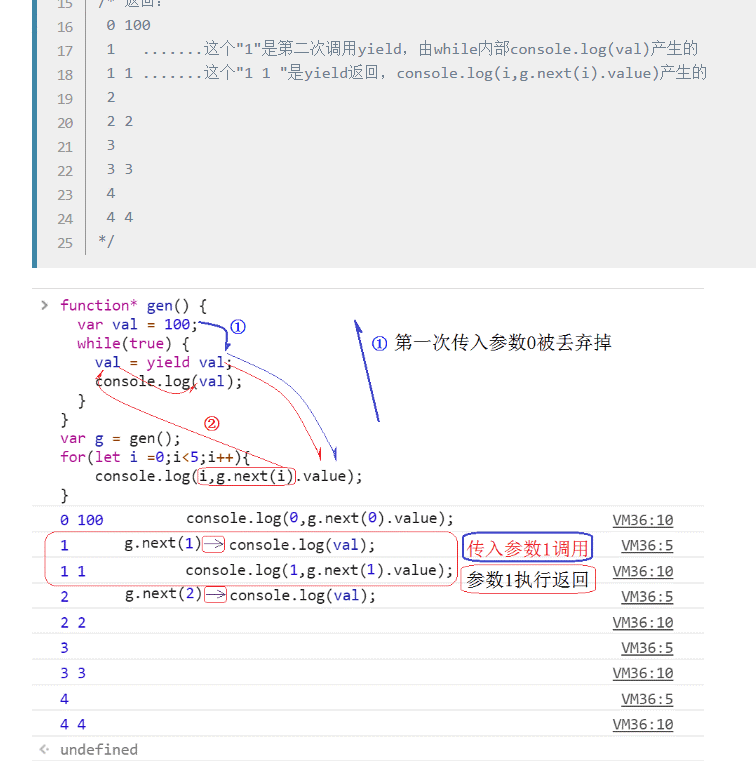 15 /* 返回:
16 0 100
17 1 .......这个"1"是第二次调用yield，由while内部console.log(val)产生的
18 1 1 .......这个"1 1 "是yield返回，console.log(i,g.next(i).value)产生的
19 2
20 2 2
21 3
22 3 3
23 4
24 4 4
25 */
> function* gen() {
var val = 100; ①
while(true) { ① 第一次传入参数0被丢弃掉
val = yield val;
console.log(val);
}
} ②
var g = gen();
for(let i =0;i<5;i++){
console.log(i,g.next(i).value);
}
0 100 console.log(0,g.next(0).value); VM36:10
1 g.next(1) console.log(val); 传入参数1调用 VM36:5
1 1 console.log(1,g.next(1).value); 参数1执行返回 VM36:10
2 g.next(2) console.log(val); VM36:5
2 2 VM36:10
3 VM36:5
3 3 VM36:10
4 VM36:5
4 4 VM36:10
undefined